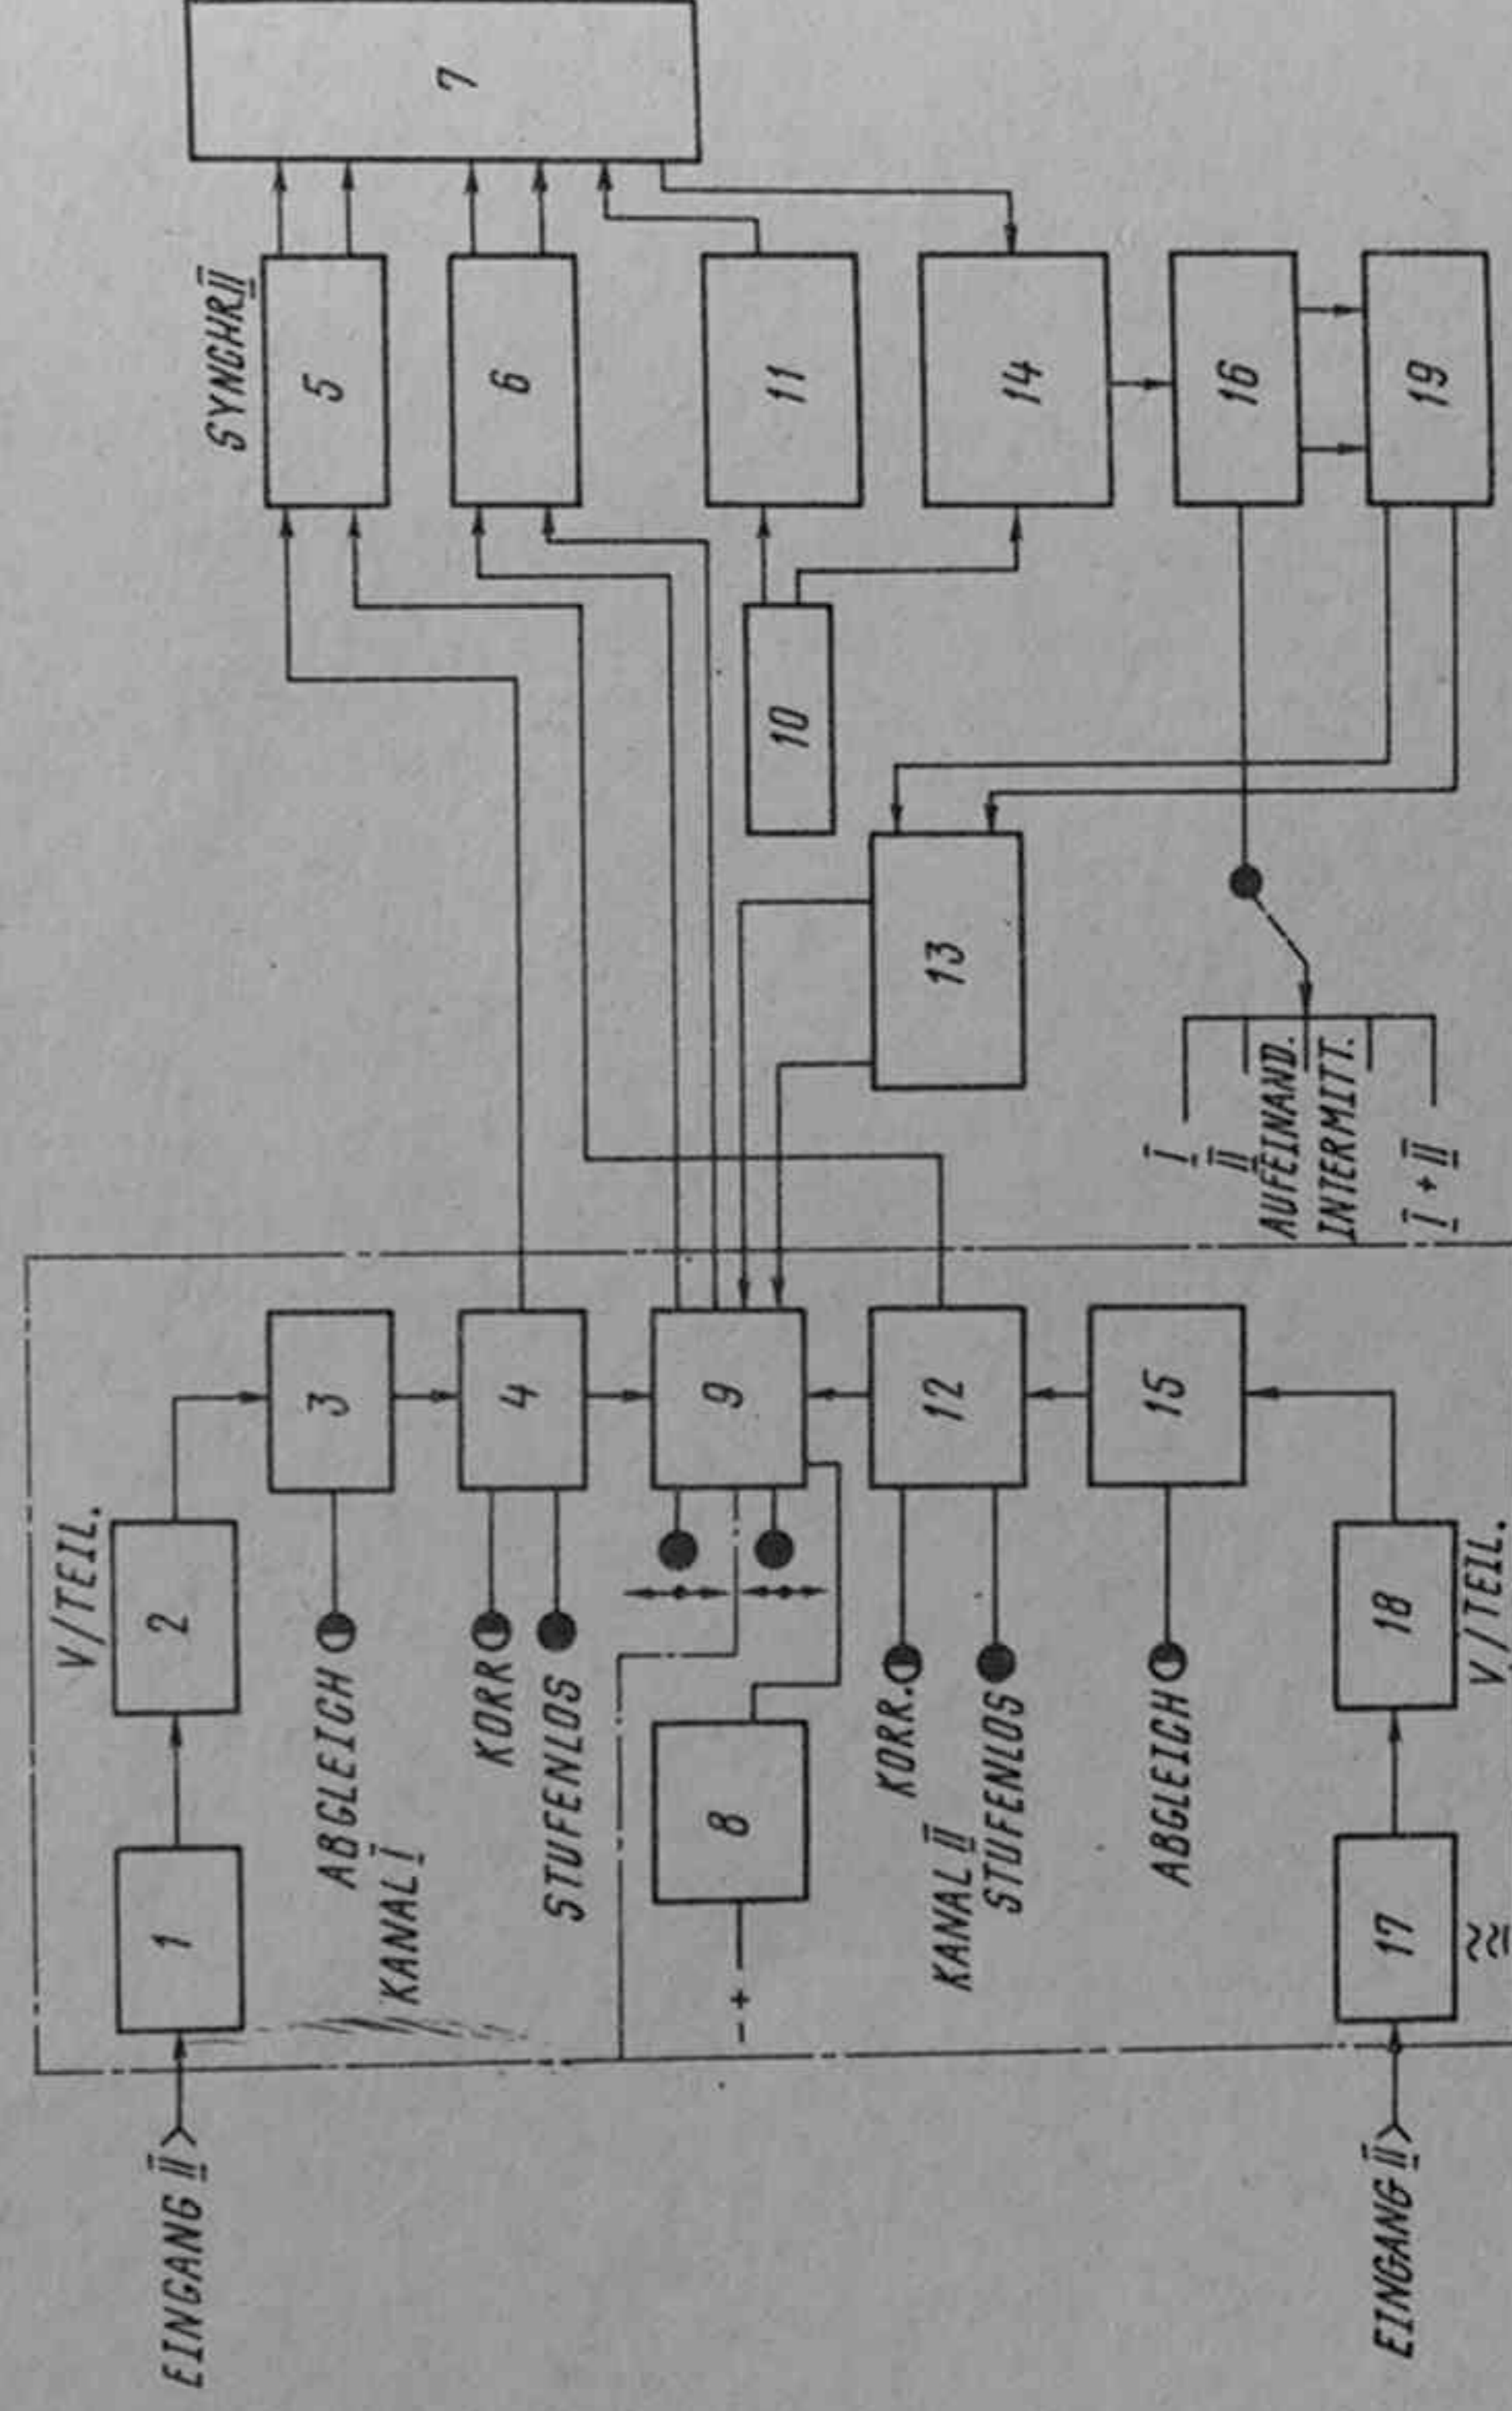 EINGANG II
1
V/TEIL.
2
ABGLEICH
3
KANAL I
KORR
STUFENLOS
4
SYNCHR II
5
6
7
- +
8
9
10
11
KORR.
KANAL II
STUFENLOS
12
13
14
ABGLEICH
15
I
II
AUFEINAND.
INTERMITT.
I + II
16
EINGANG II
17
≈
18
V/TEIL.
19